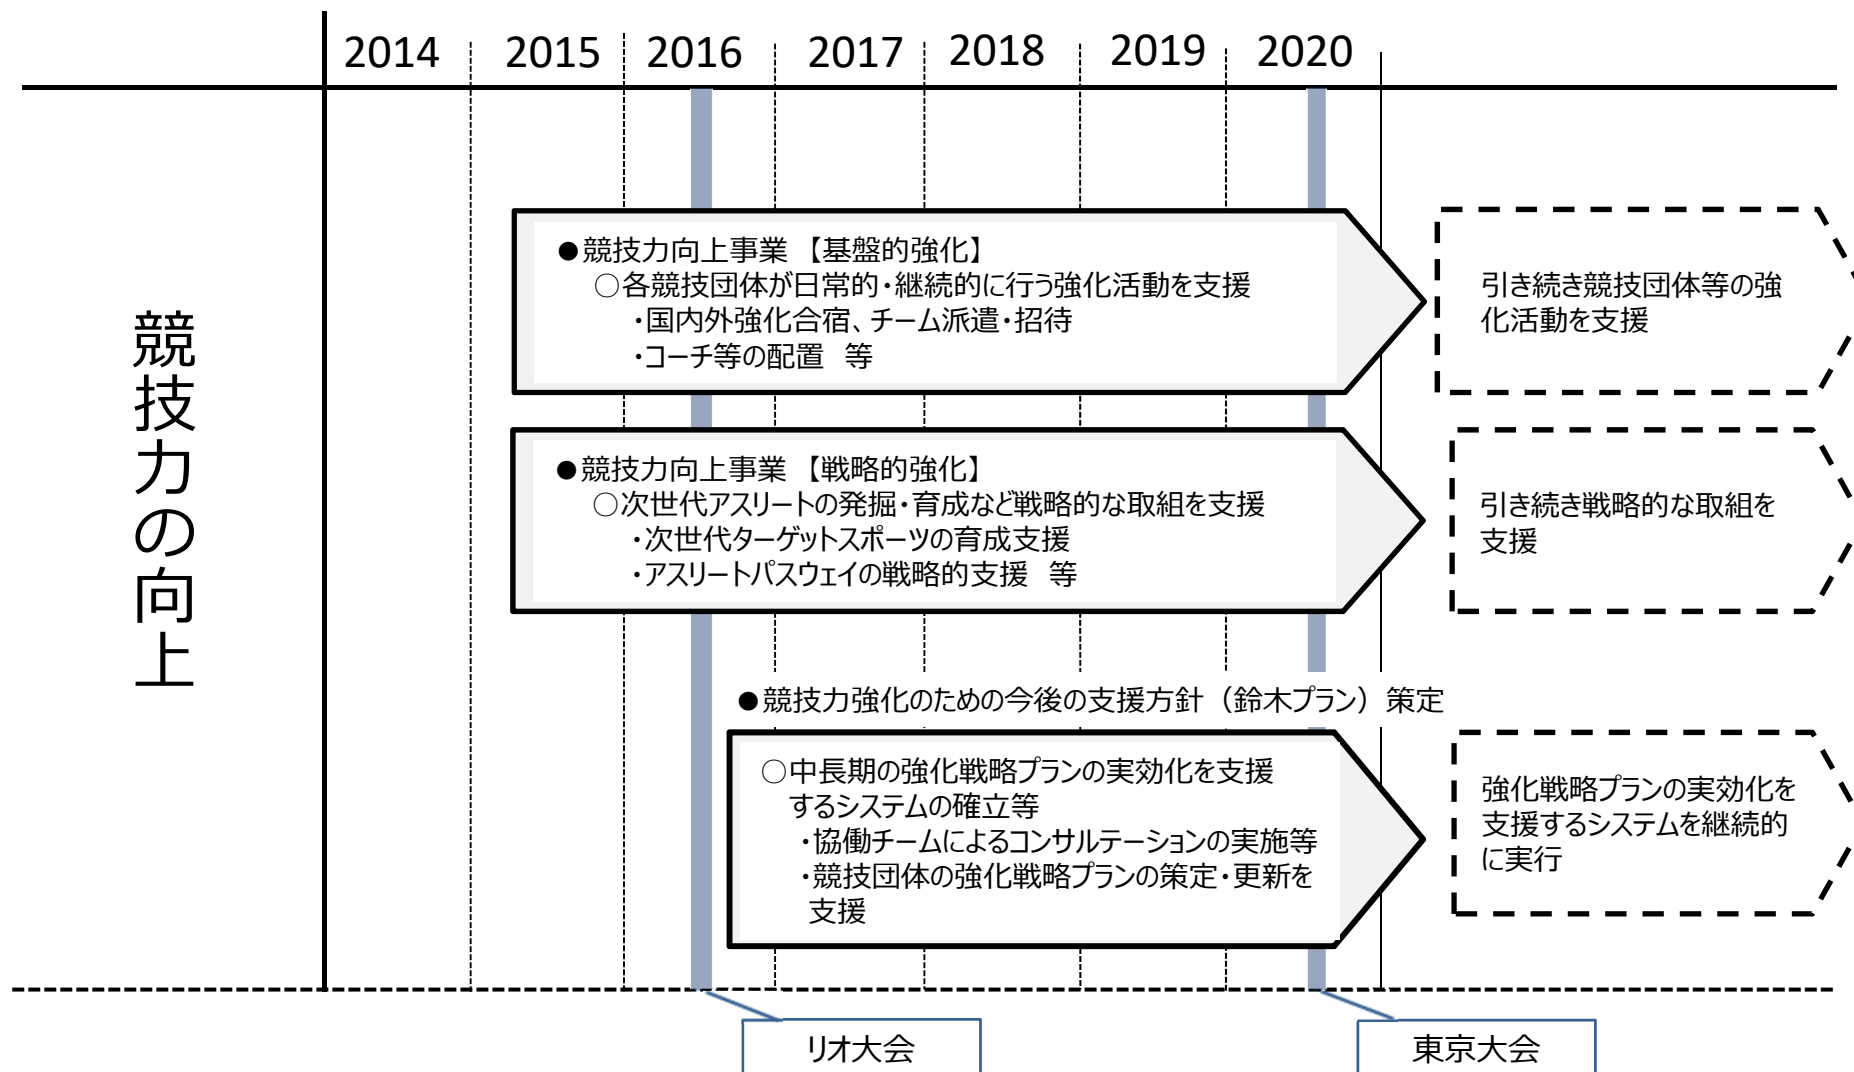 2014 2015 2016 2017 2018 2019 2020
競技力の向上
●競技力向上事業 【基盤的強化】
○各競技団体が日常的・継続的に行う強化活動を支援
・国内外強化合宿、チーム派遣・招待
・コーチ等の配置 等
引き続き競技団体等の強
化活動を支援
●競技力向上事業 【戦略的強化】
○次世代アスリートの発掘・育成など戦略的な取組を支援
・次世代ターゲットスポーツの育成支援
・アスリートパスウェイの戦略的支援 等
引き続き戦略的な取組を
支援
●競技力強化のための今後の支援方針（鈴木プラン）策定
○中長期の強化戦略プランの実効化を支援
するシステムの確立等
・協働チームによるコンサルテーションの実施等
・競技団体の強化戦略プランの策定・更新を
支援
強化戦略プランの実効化を
支援するシステムを継続的
に実行
リオ大会
東京大会